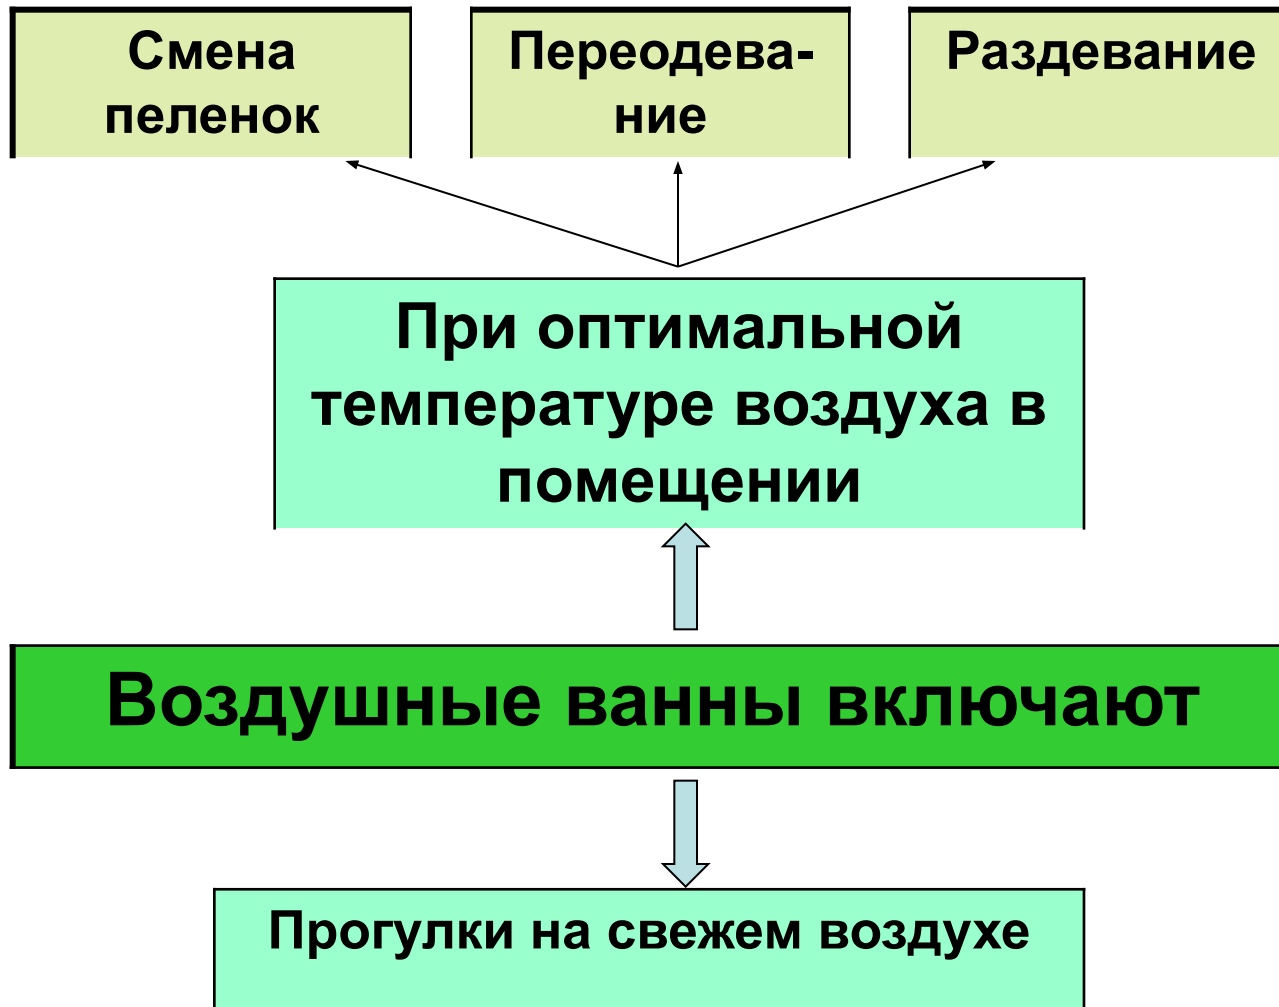 Смена
пеленок
Переодева-
ние
Раздевание
При оптимальной
температуре воздуха в
помещении
Воздушные ванны включают
Прогулки на свежем воздухе